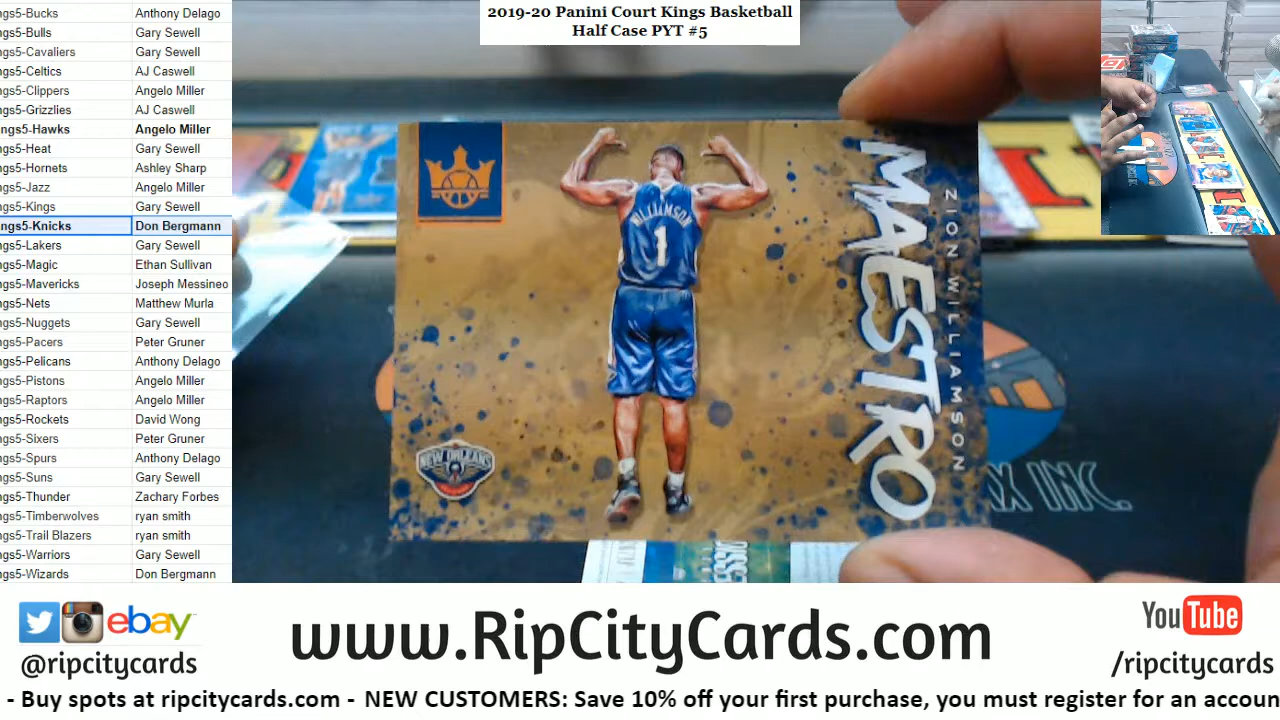 2019-20 Panini Court Kings Basketball
Half Case PYT #5
ngs5-Bucks Anthony Delago
ngs5-Bulls Gary Sewell
ngs5-Cavaliers Gary Sewell
ngs5-Celtics AJ Caswell
ngs5-Clippers Angelo Miller
ngs5-Grizzlies AJ Caswell
ngs5-Hawks Angelo Miller
ngs5-Heat Gary Sewell
ngs5-Hornets Ashley Sharp
ngs5-Jazz Angelo Miller
ngs5-Kings Gary Sewell
ngs5-Knicks Don Bergmann
ngs5-Lakers Gary Sewell
ngs5-Magic Ethan Sullivan
ngs5-Mavericks Joseph Messineo
ngs5-Nets Matthew Murla
ngs5-Nuggets Gary Sewell
ngs5-Pacers Peter Gruner
ngs5-Pelicans Anthony Delago
ngs5-Pistons Angelo Miller
ngs5-Raptors Angelo Miller
ngs5-Rockets David Wong
ngs5-Sixers Peter Gruner
ngs5-Spurs Anthony Delago
ngs5-Suns Gary Sewell
ngs5-Thunder Zachary Forbes
ngs5-Timberwolves ryan smith
ngs5-Trail Blazers ryan smith
ngs5-Warriors Gary Sewell
ngs5-Wizards Don Bergmann
WILLIAMSON
1
NEW ORLEANS
MAESTRO
ZION WILLIAMSON
AX INC.
ebay
@ripcitycards
www.RipCityCards.com
YouTube
/ripcitycards
- Buy spots at ripcitycards.com - NEW CUSTOMERS: Save 10% off your first purchase, you must register for an accoun